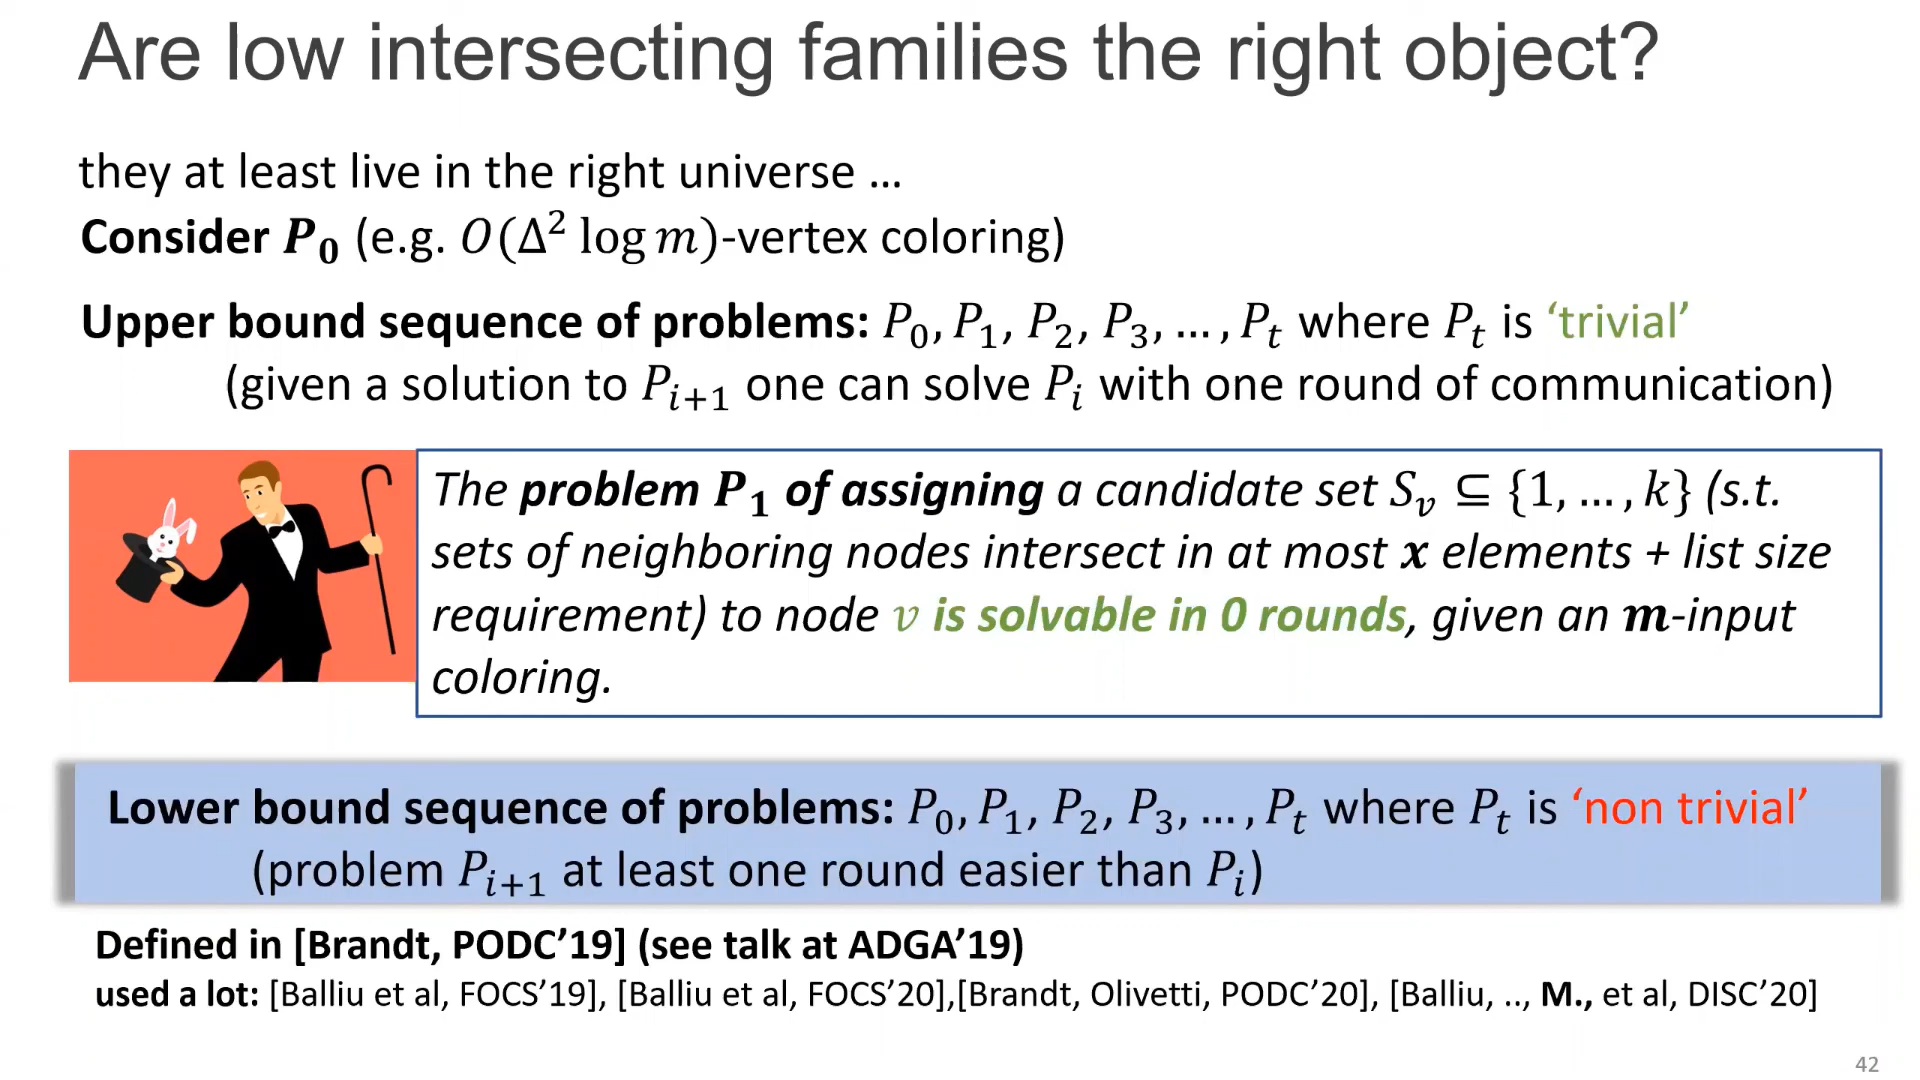 Are low intersecting families the right object?
they at least live in the right universe …
Consider P₀ (e.g. O(Δ² log m)-vertex coloring)
Upper bound sequence of problems: P₀, P₁, P₂, P₃, … , Pₜ where Pₜ is ‘trivial’
(given a solution to Pᵢ₊₁ one can solve Pᵢ with one round of communication)
The problem P₁ of assigning a candidate set Sᵥ ⊆ {1, … , k} (s.t.
sets of neighboring nodes intersect in at most x elements + list size
requirement) to node v is solvable in 0 rounds, given an m-input
coloring.
Lower bound sequence of problems: P₀, P₁, P₂, P₃, … , Pₜ where Pₜ is ‘non trivial’
(problem Pᵢ₊₁ at least one round easier than Pᵢ)
Defined in [Brandt, PODC’19] (see talk at ADGA’19)
used a lot: [Balliu et al, FOCS’19], [Balliu et al, FOCS’20],[Brandt, Olivetti, PODC’20], [Balliu, .., M., et al, DISC’20]
42